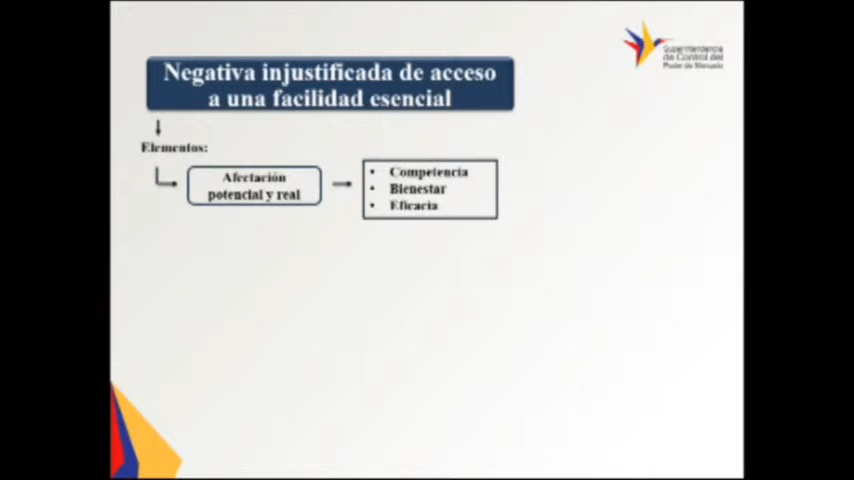 Negativa injustificada de acceso
a una facilidad esencial
Superintendencia
de Control del
Poder de Mercado
Elementos:
Afectación
potencial y real
• Competencia
• Bienestar
• Eficacia